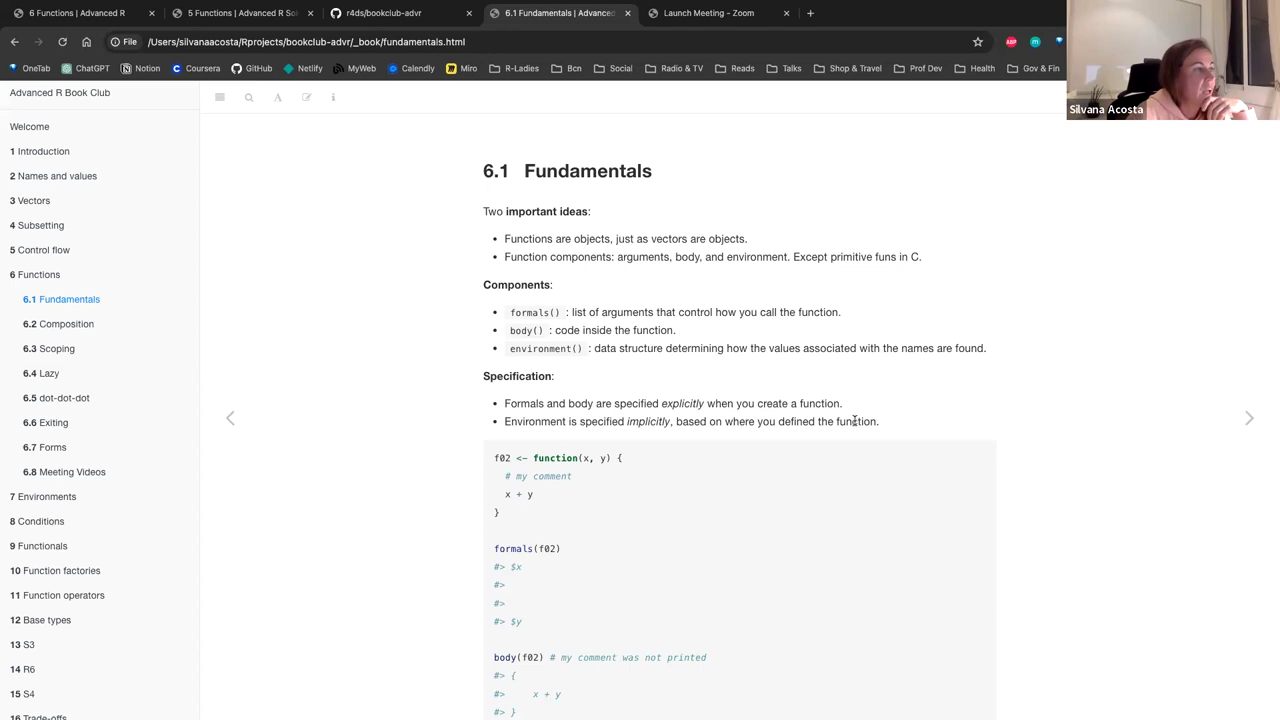 6 Functions | Advanced R
5 Functions | Advanced R Sol
r4ds/bookclub-advr
6.1 Fundamentals | Advanced
Launch Meeting - Zoom
File
/Users/silvanaacosta/Rprojects/bookclub-advr/_book/fundamentals.html
ABP
OneTab
ChatGPT
Notion
Coursera
GitHub
Netlify
MyWeb
Calendly
Miro
R-Ladies
Bcn
Social
Radio & TV
Reads
Talks
Shop & Travel
Prof Dev
Health
Gov & Fin
Silvana Acosta
Advanced R Book Club
Welcome
1 Introduction
2 Names and values
3 Vectors
4 Subsetting
5 Control flow
6 Functions
6.1 Fundamentals
6.2 Composition
6.3 Scoping
6.4 Lazy
6.5 dot-dot-dot
6.6 Exiting
6.7 Forms
6.8 Meeting Videos
7 Environments
8 Conditions
9 Functionals
10 Function factories
11 Function operators
12 Base types
13 S3
14 R6
15 S4
16 Trade-offs
6.1 Fundamentals
Two important ideas:
• Functions are objects, just as vectors are objects.
• Function components: arguments, body, and environment. Except primitive funs in C.
Components:
• formals() : list of arguments that control how you call the function.
• body() : code inside the function.
• environment() : data structure determining how the values associated with the names are found.
Specification:
• Formals and body are specified explicitly when you create a function.
• Environment is specified implicitly, based on where you defined the function.
f02 <- function(x, y) {
# my comment
x + y
}
formals(f02)
#> $x
#>
#>
#> $y
body(f02) # my comment was not printed
#> {
#> x + y
#> }